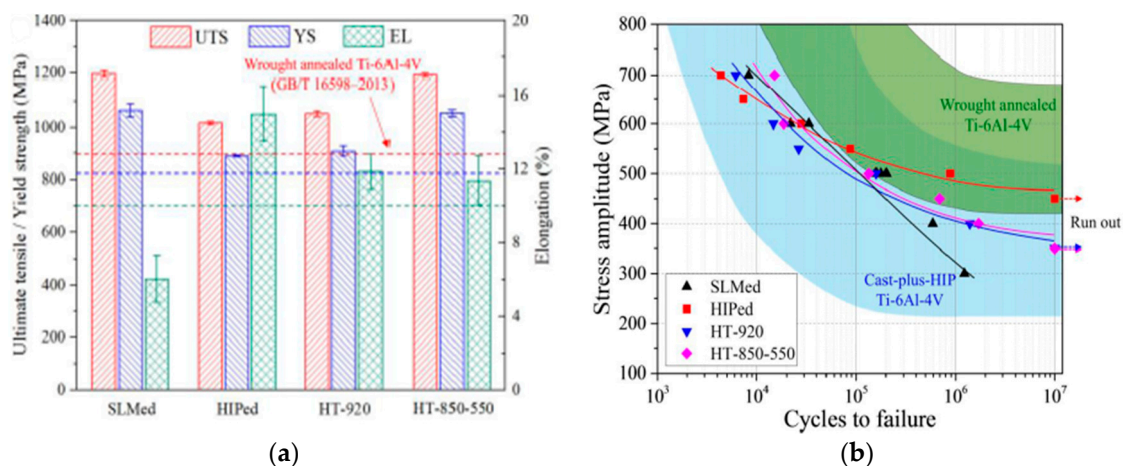 1400
1200
1000
800
600
400
200
0
Ultimate tensile / Yield strength (MPa)
UTS YS EL
Wrought annealed Ti-6Al-4V
(GB/T 16598–2013)
20
16
12
8
4
0
Elongation (%)
SLMed HIPed HT-920 HT-850-550
(a)
800
700
600
500
400
300
200
100
Stress amplitude (MPa)
Wrought annealed
Ti-6Al-4V
Run out
Cast-plus-HIP
Ti-6Al-4V
SLMed
HIPed
HT-920
HT-850-550
10³ 10⁴ 10⁵ 10⁶ 10⁷
Cycles to failure
(b)